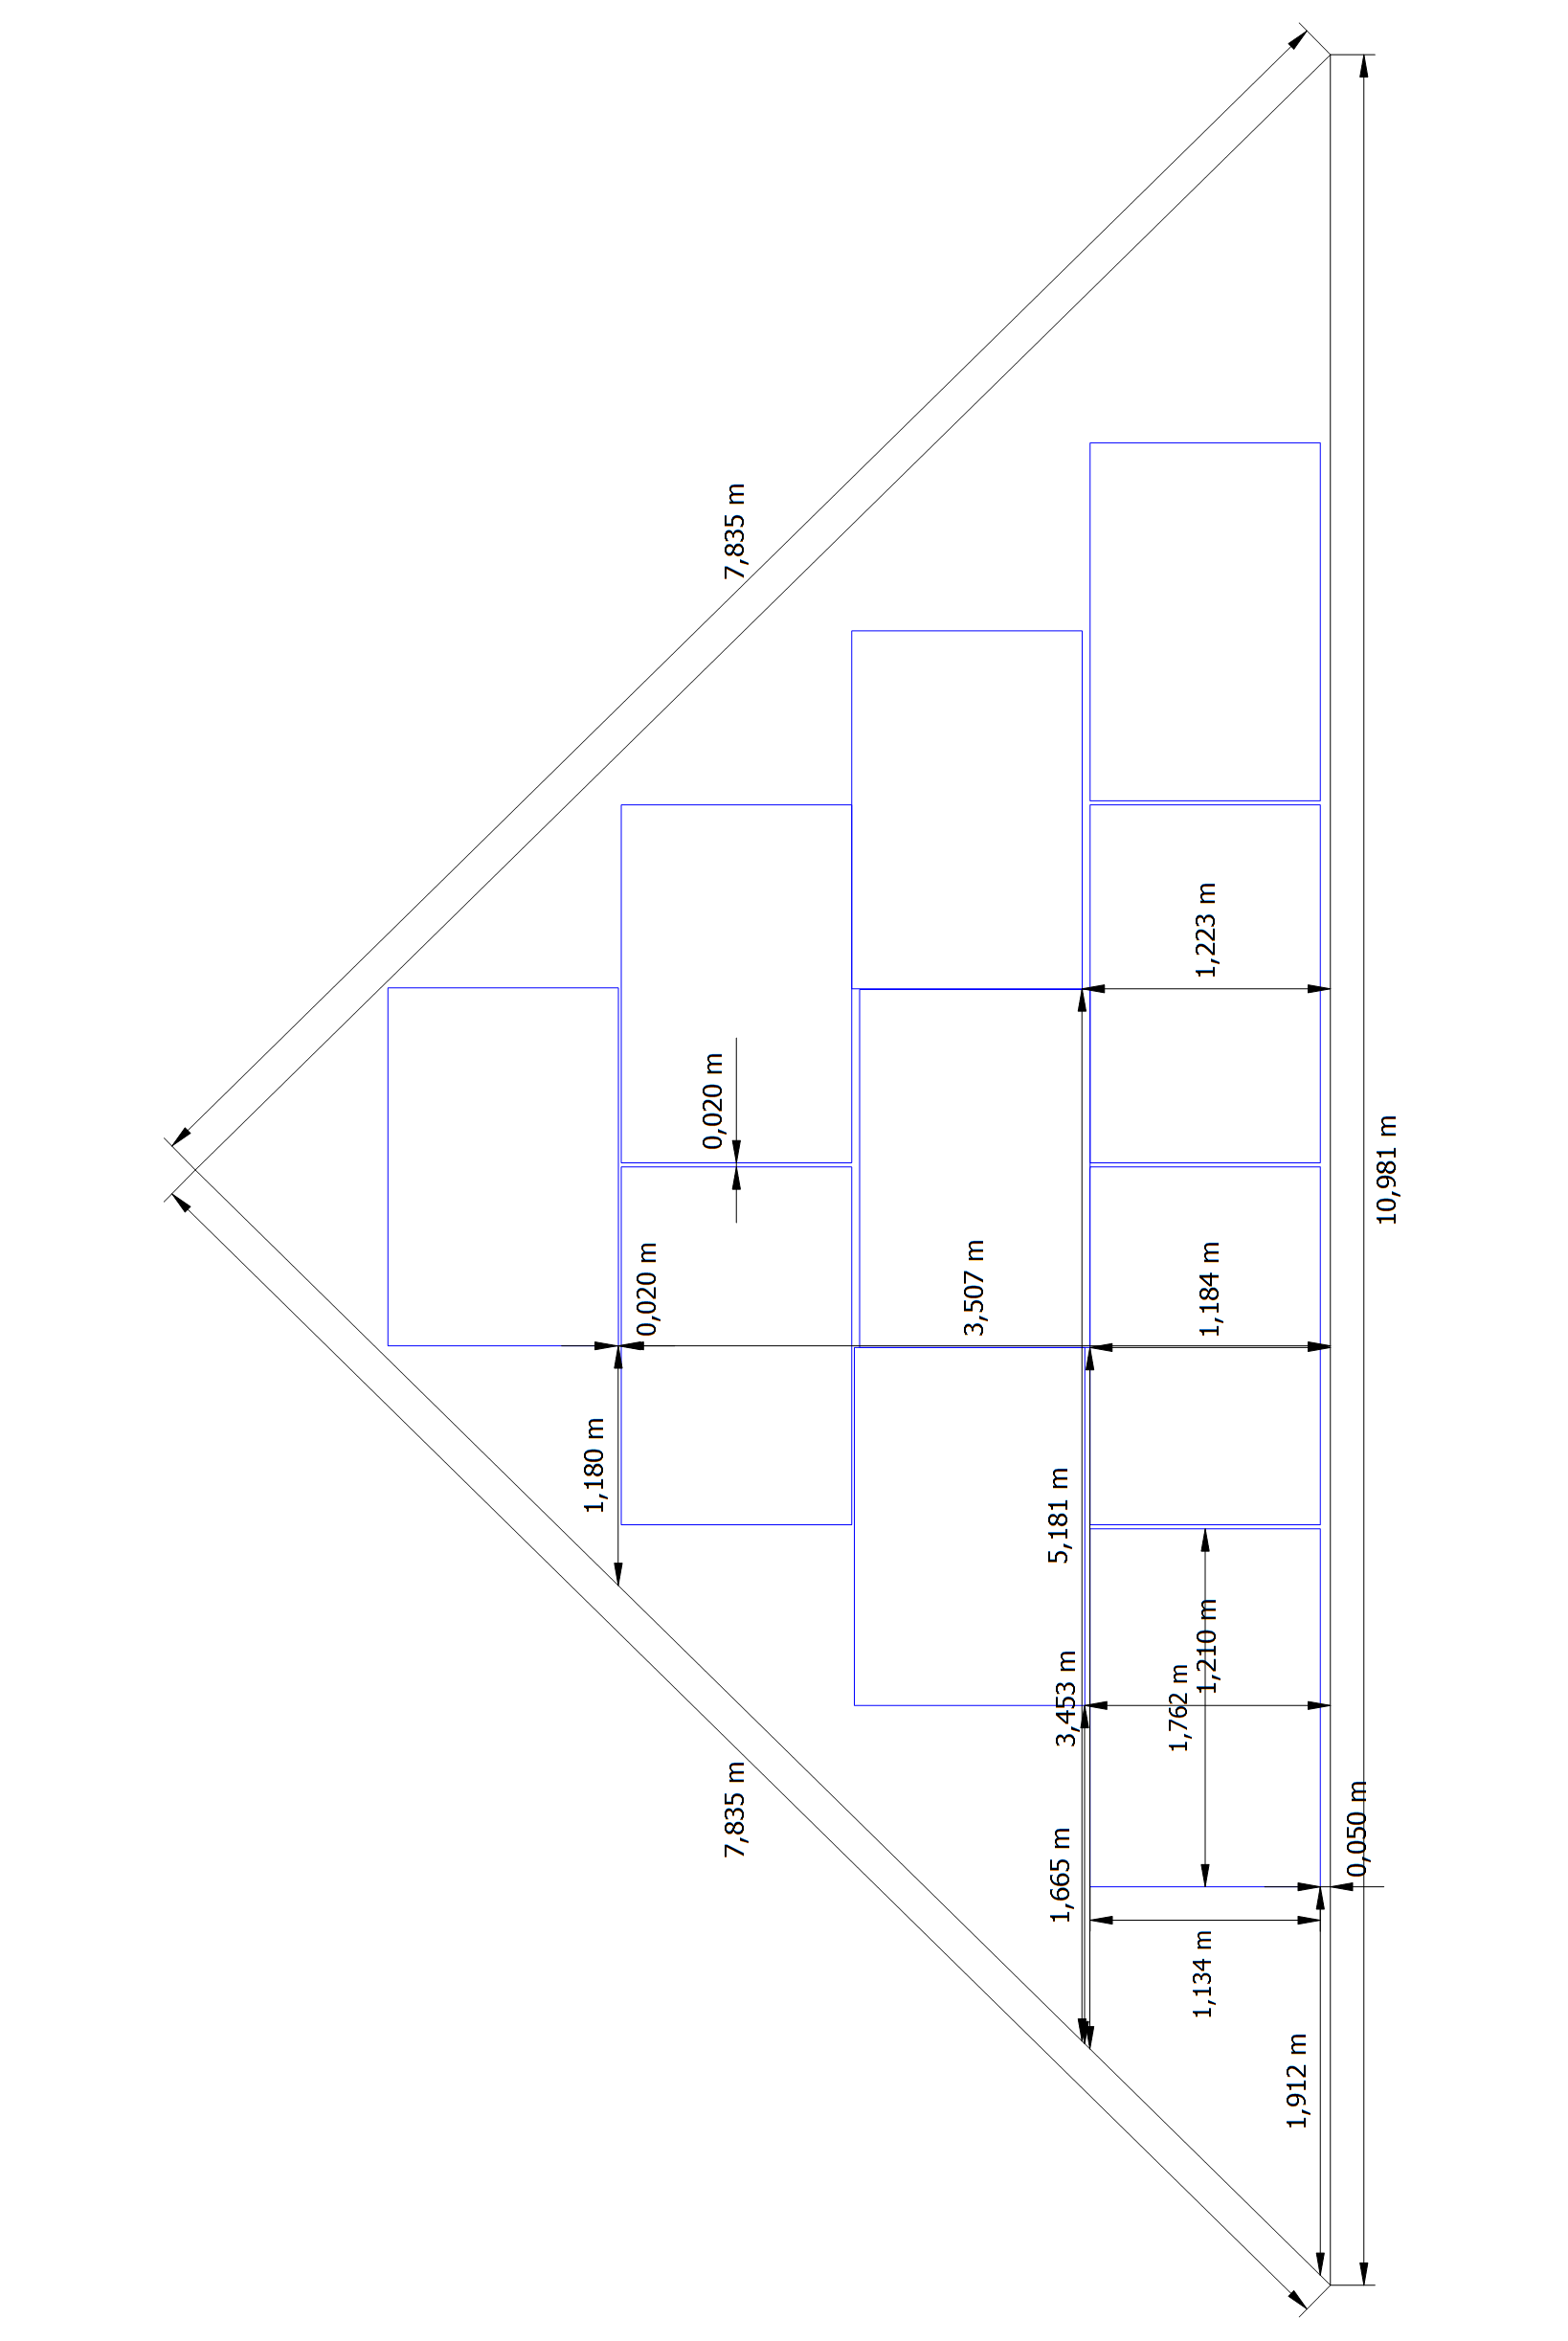 7,835 m
1,223 m
0,020 m
10,981 m
0,020 m
3,507 m
1,184 m
1,180 m
5,181 m
1,210 m
3,453 m
1,762 m
7,835 m
1,665 m
0,050 m
1,134 m
1,912 m